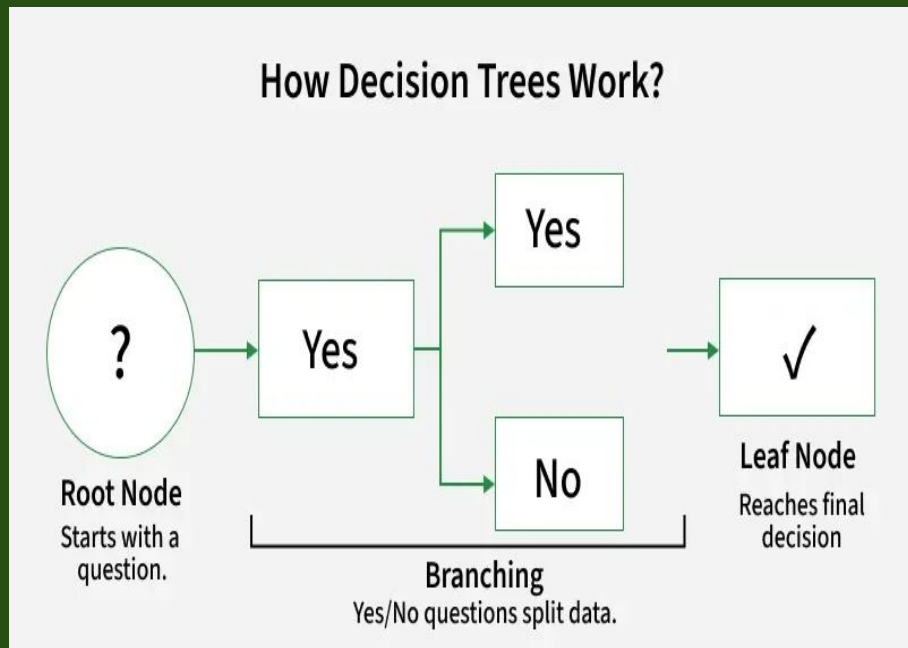 How Decision Trees Work?
?
Yes
Yes
No
✓
Root Node
Starts with a
question.
Branching
Yes/No questions split data.
Leaf Node
Reaches final
decision